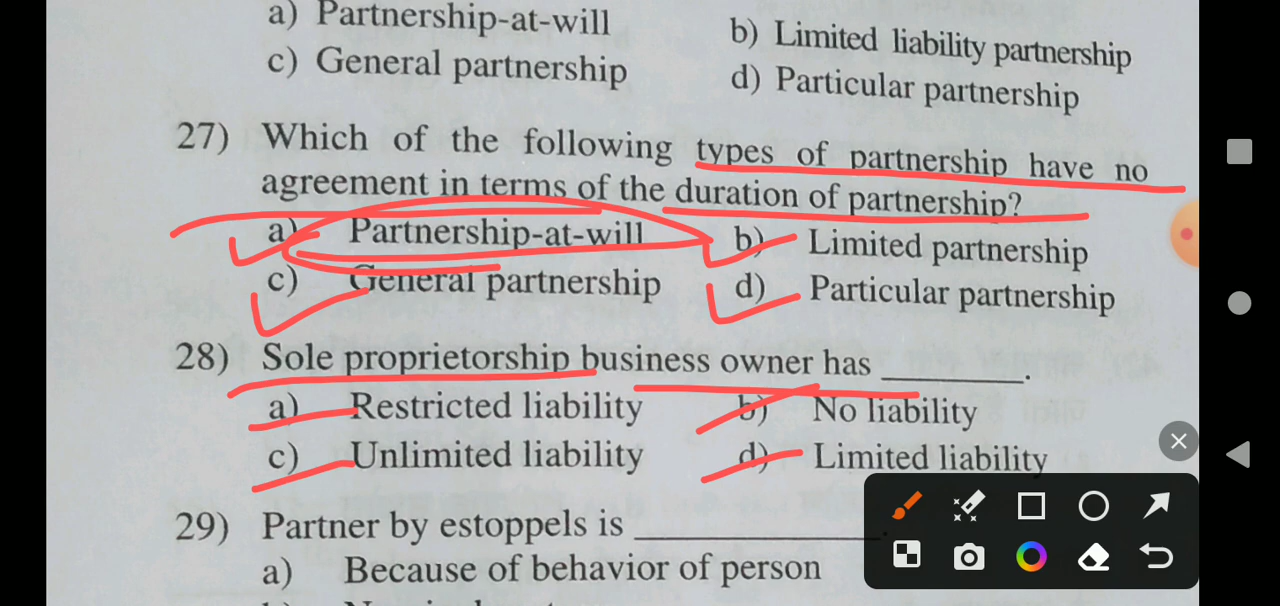 a) Partnership-at-will
b) Limited liability partnership
c) General partnership
d) Particular partnership
27) Which of the following types of partnership have no
agreement in terms of the duration of partnership?
a) Partnership-at-will b) Limited partnership
c) General partnership d) Particular partnership
28) Sole proprietorship business owner has ________.
a) Restricted liability b) No liability
c) Unlimited liability d) Limited liability
29) Partner by estoppels is ______________.
a) Because of behavior of person